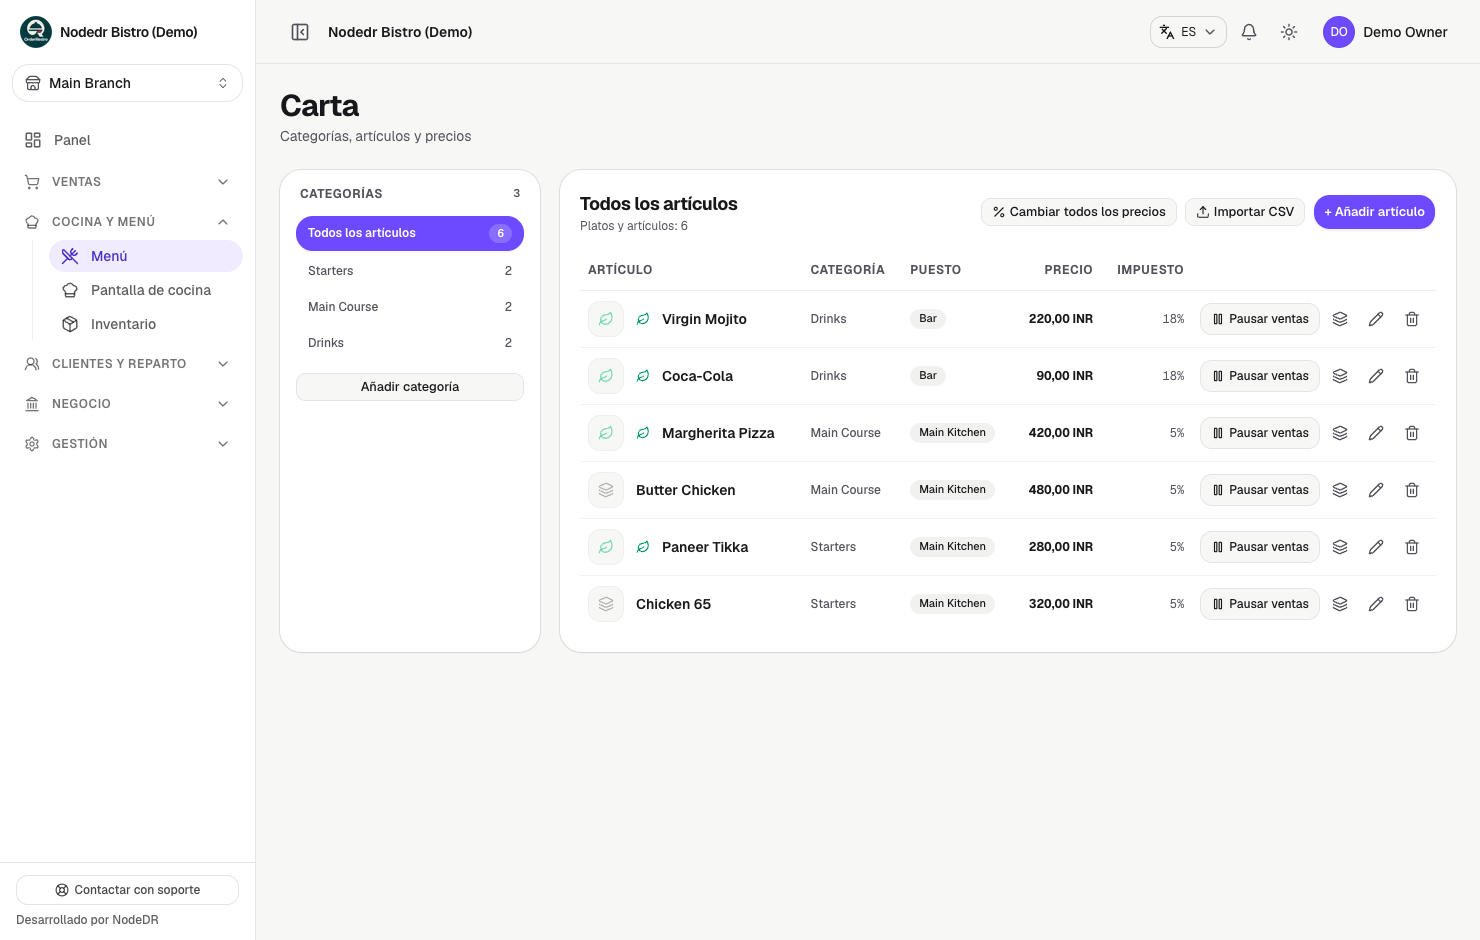 Nodedr Bistro (Demo)
Main Branch
Panel
VENTAS
COCINA Y MENÚ
Menú
Pantalla de cocina
Inventario
CLIENTES Y REPARTO
NEGOCIO
GESTIÓN
Contactar con soporte
Desarrollado por NodeDR
Nodedr Bistro (Demo)
ES
DO
Demo Owner
Carta
Categorías, artículos y precios
CATEGORÍAS 3
Todos los artículos 6
Starters 2
Main Course 2
Drinks 2
Añadir categoría
Todos los artículos
Platos y artículos: 6
% Cambiar todos los precios
Importar CSV
+ Añadir artículo
ARTÍCULO CATEGORÍA PUESTO PRECIO IMPUESTO
Virgin Mojito Drinks Bar 220,00 INR 18% Pausar ventas
Coca-Cola Drinks Bar 90,00 INR 18% Pausar ventas
Margherita Pizza Main Course Main Kitchen 420,00 INR 5% Pausar ventas
Butter Chicken Main Course Main Kitchen 480,00 INR 5% Pausar ventas
Paneer Tikka Starters Main Kitchen 280,00 INR 5% Pausar ventas
Chicken 65 Starters Main Kitchen 320,00 INR 5% Pausar ventas